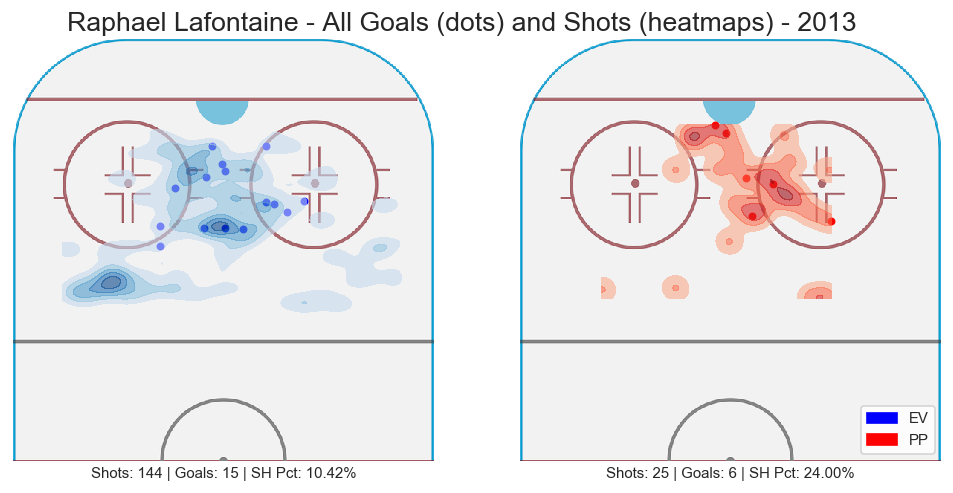 Raphael Lafontaine - All Goals (dots) and Shots (heatmaps) - 2013
EV
PP
Shots: 144 | Goals: 15 | SH Pct: 10.42%
Shots: 25 | Goals: 6 | SH Pct: 24.00%